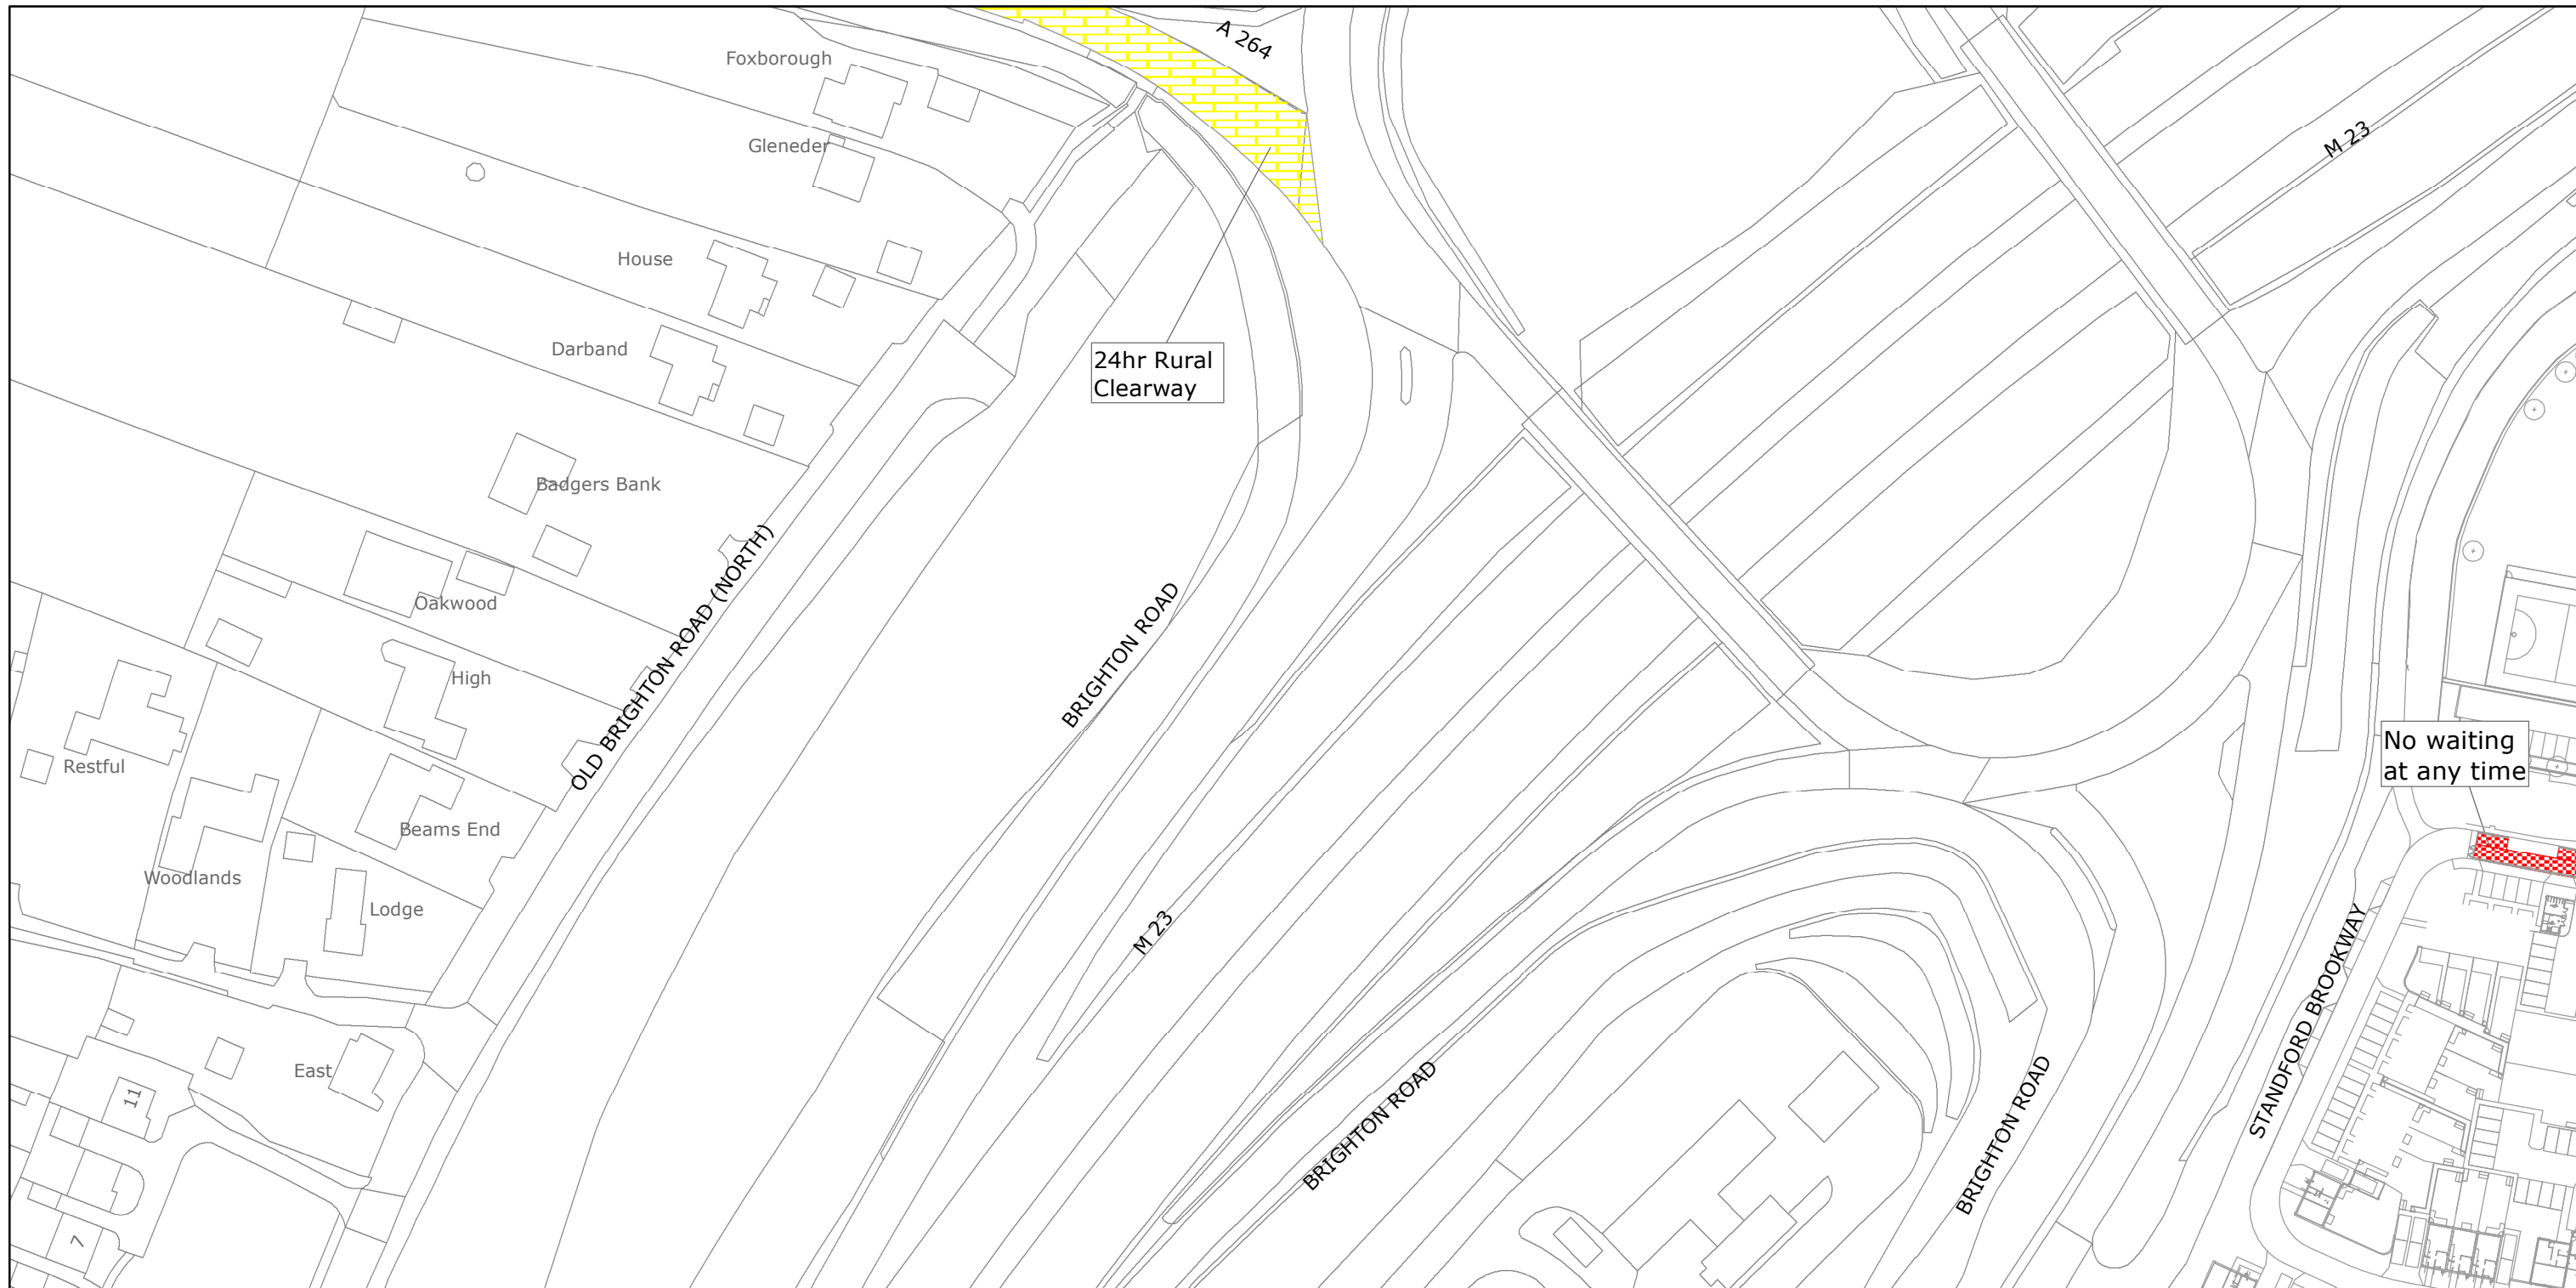 A 264
Foxborough
M 23
Gleneder
House
Darband
24hr Rural
Clearway
Badgers Bank
OLD BRIGHTON ROAD (NORTH)
Oakwood
BRIGHTON ROAD
High
No waiting
at any time
Restful
Beams End
Woodlands
Lodge
M 23
STANDFORD BROOKWAY
East
11
BRIGHTON ROAD
BRIGHTON ROAD
7